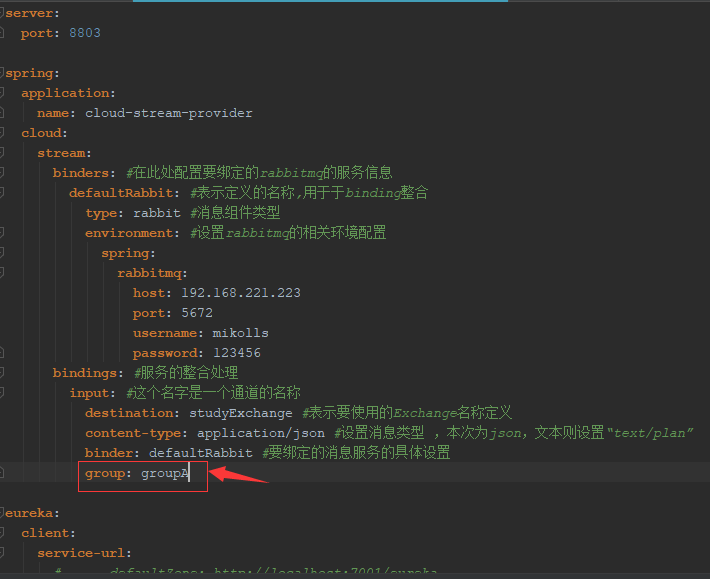 server:
  port: 8803
spring:
  application:
    name: cloud-stream-provider
  cloud:
    stream:
      binders: #在此处配置要绑定的rabbitmq的服务信息
        defaultRabbit: #表示定义的名称,用于于binding整合
          type: rabbit #消息组件类型
          environment: #设置rabbitmq的相关环境配置
            spring:
              rabbitmq:
                host: 192.168.221.223
                port: 5672
                username: mikolls
                password: 123456
      bindings: #服务的整合处理
        input: #这个名字是一个通道的名称
          destination: studyExchange #表示要使用的Exchange名称定义
          content-type: application/json #设置消息类型 ，本次为json，文本则设置“text/plan”
          binder: defaultRabbit #要绑定的消息服务的具体设置
          group: groupA
eureka:
  client:
    service-url:
      # defaultZone: http://localhost:7001/eureka